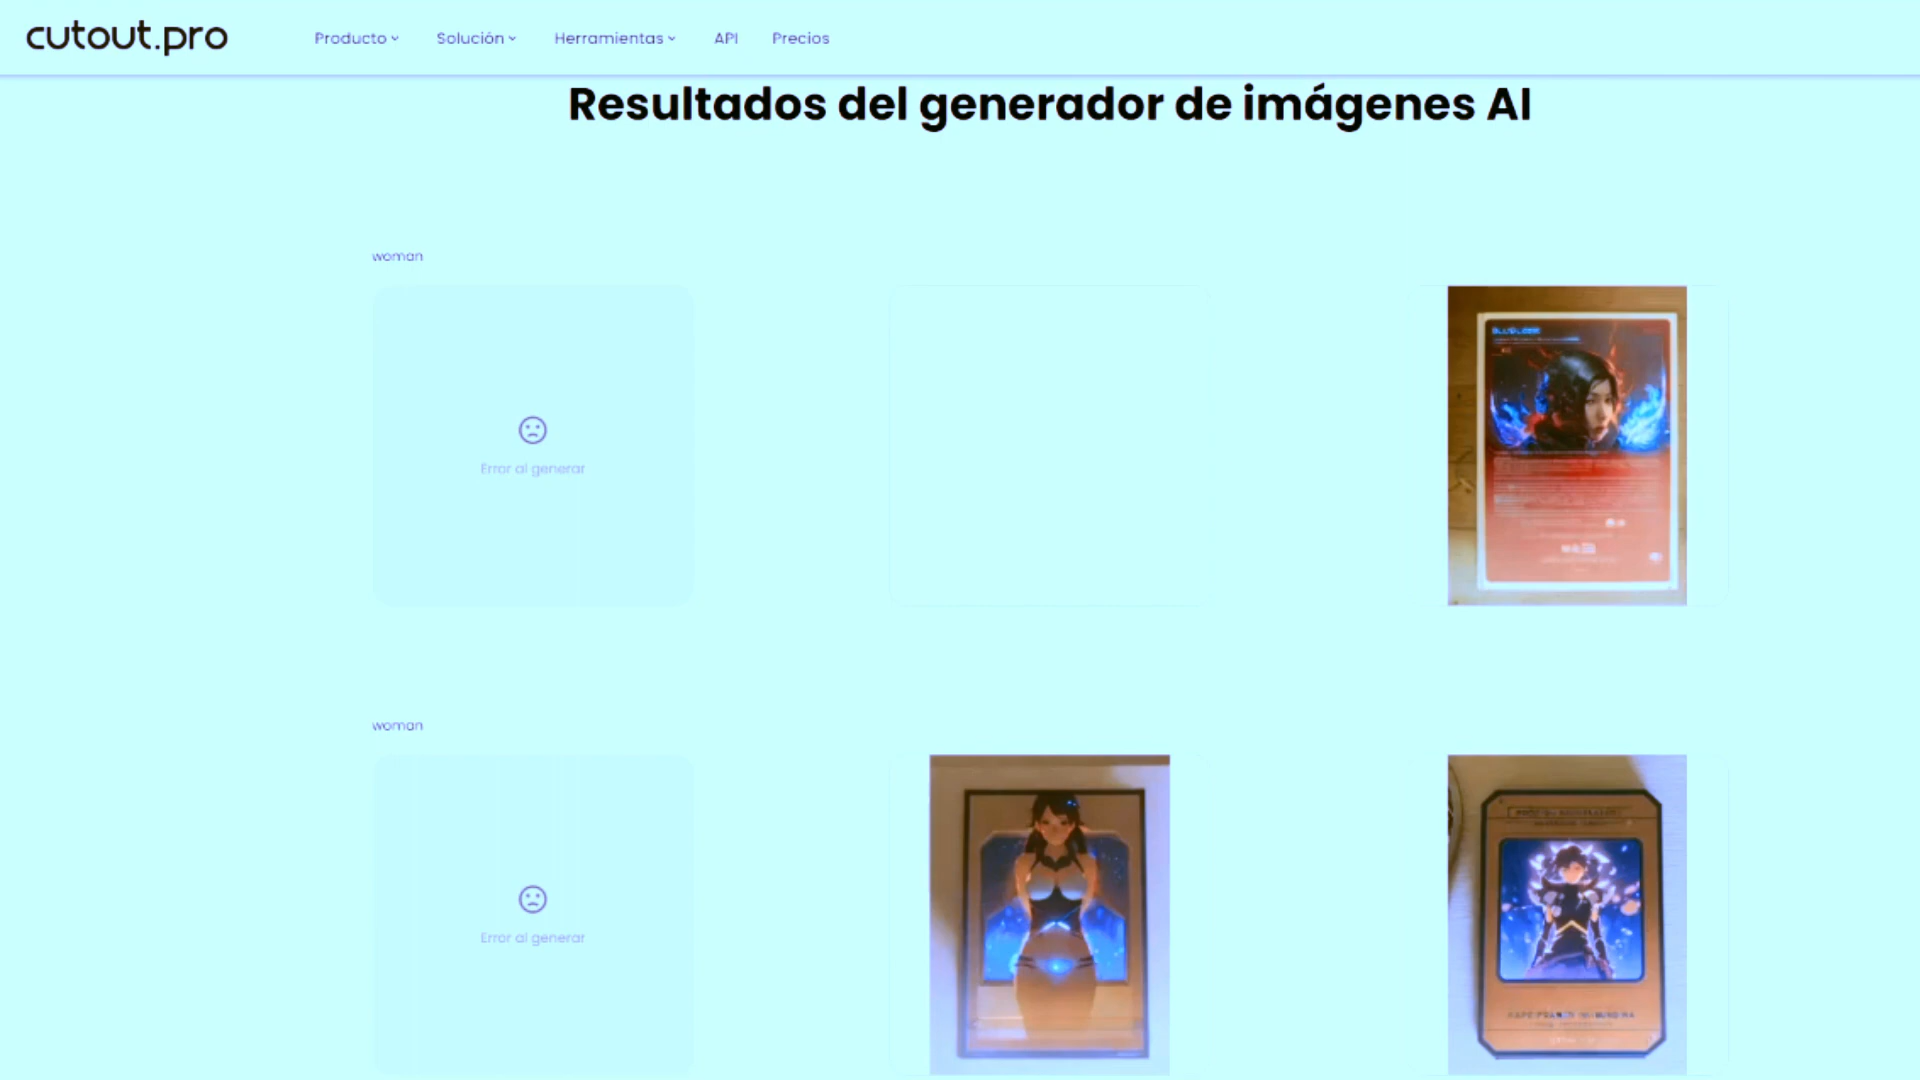 cutout.pro
Producto Solución Herramientas API Precios
Resultados del generador de imágenes AI
woman
Error al generar
woman
Error al generar